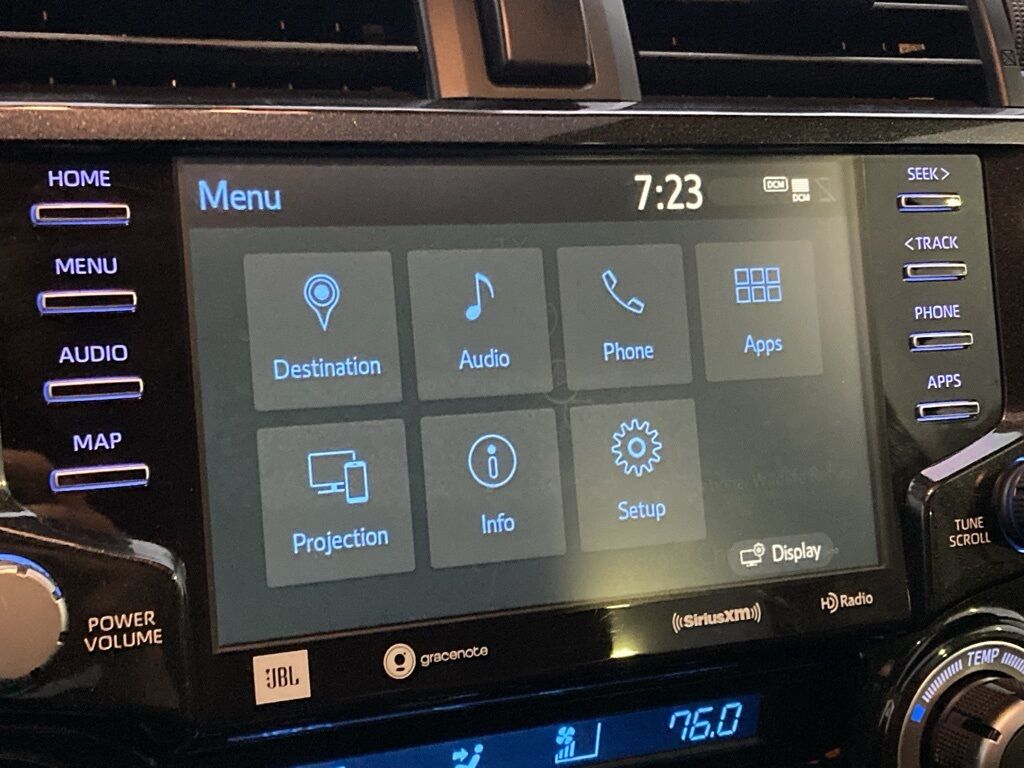 HOME
MENU
AUDIO
MAP
POWER
VOLUME
Menu
7:23
DCM
DCM
Destination
Audio
Phone
Apps
Projection
Info
Setup
Display
SEEK>
<TRACK
PHONE
APPS
TUNE
SCROLL
JBL
gracenote
((SiriusXM))
HD Radio
TEMP
76.0